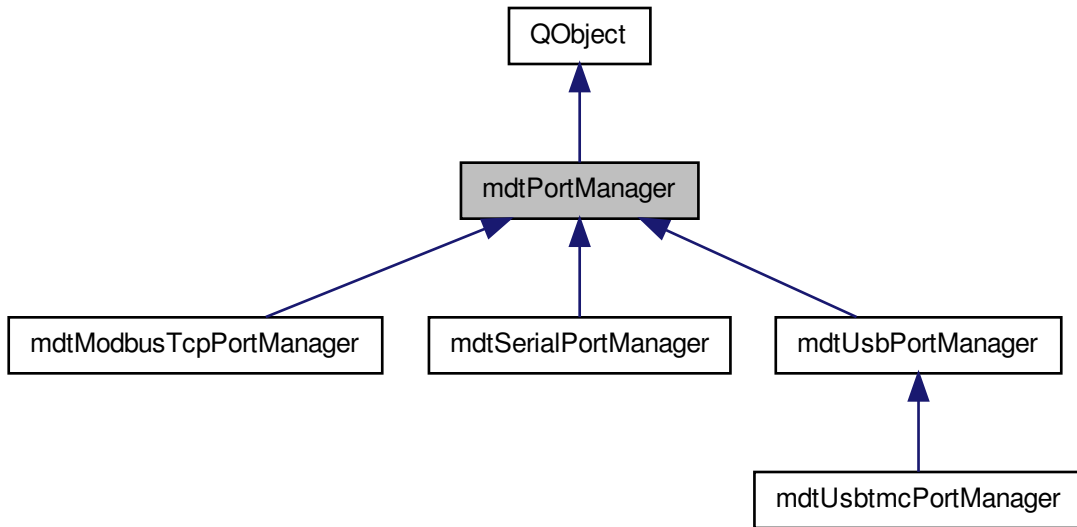 QObject
mdtPortManager
mdtModbusTcpPortManager
mdtSerialPortManager
mdtUsbPortManager
mdtUsbtmcPortManager